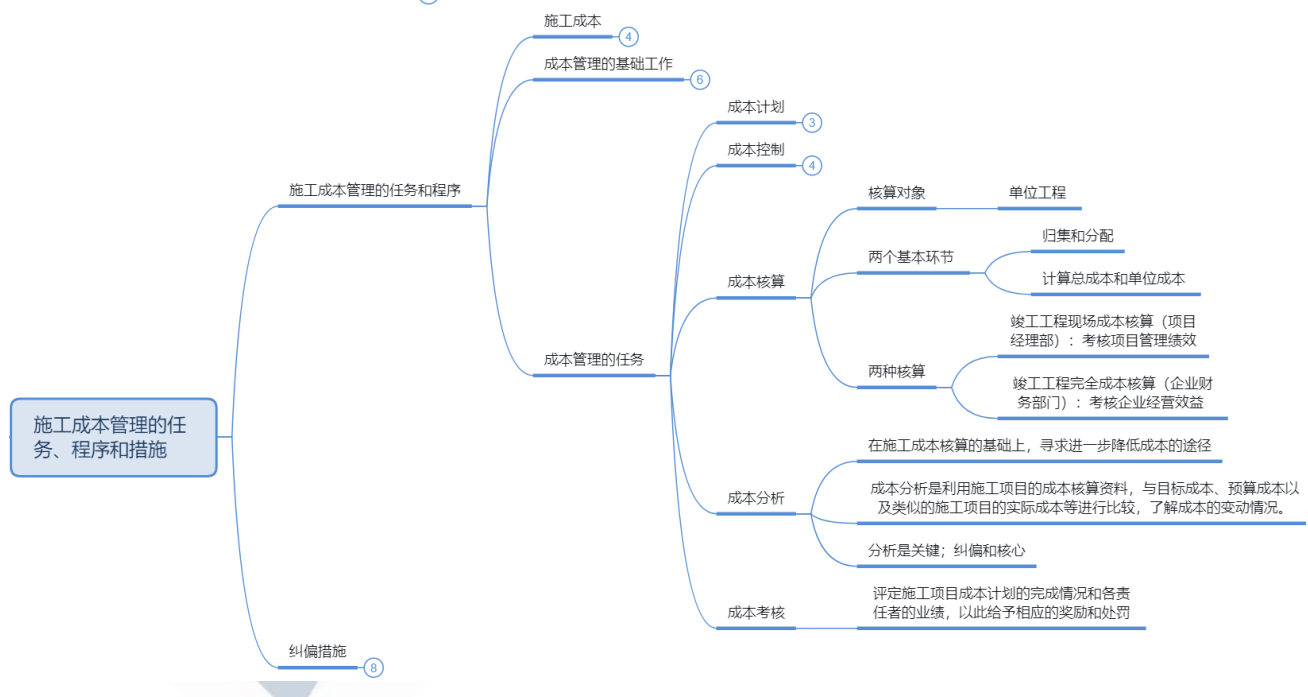 施工成本
4
成本管理的基础工作
6
成本计划
3
成本控制
4
施工成本管理的任务和程序
核算对象
单位工程
归集和分配
两个基本环节
计算总成本和单位成本
成本核算
竣工工程现场成本核算（项目
经理部）：考核项目管理绩效
成本管理的任务
两种核算
竣工工程完全成本核算（企业财
务部门）：考核企业经营效益
施工成本管理的任
务、程序和措施
在施工成本核算的基础上，寻求进一步降低成本的途径
成本分析
成本分析是利用施工项目的成本核算资料，与目标成本、预算成本以
及类似的施工项目的实际成本等进行比较，了解成本的变动情况。
分析是关键；纠偏和核心
成本考核
评定施工项目成本计划的完成情况和各责
任者的业绩，以此给予相应的奖励和处罚
纠偏措施
8